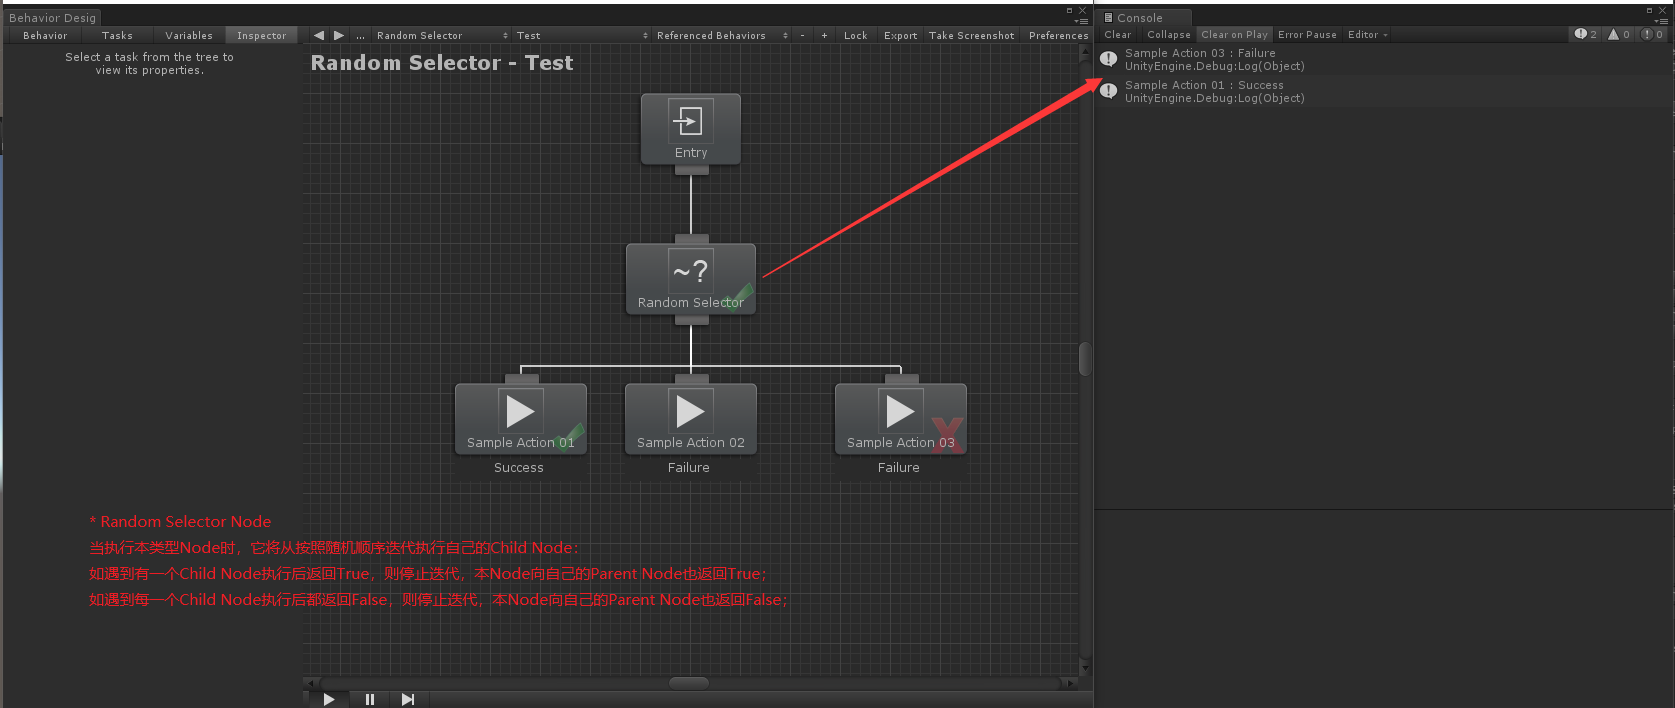 Behavior Desig
Behavior Tasks Variables Inspector
Select a task from the tree to
view its properties.
... Random Selector Test Referenced Behaviors - + Lock Export Take Screenshot Preferences
Random Selector - Test
Entry
~?
Random Selector
Sample Action 01
Success
Sample Action 02
Failure
Sample Action 03
Failure
* Random Selector Node
当执行本类型Node时，它将从按照随机顺序迭代执行自己的Child Node：
如遇到有一个Child Node执行后返回True，则停止迭代，本Node向自己的Parent Node也返回True；
如遇到每一个Child Node执行后都返回False，则停止迭代，本Node向自己的Parent Node也返回False；
Console
Clear Collapse Clear on Play Error Pause Editor 2 0 0
Sample Action 03 : Failure
UnityEngine.Debug:Log(Object)
Sample Action 01 : Success
UnityEngine.Debug:Log(Object)